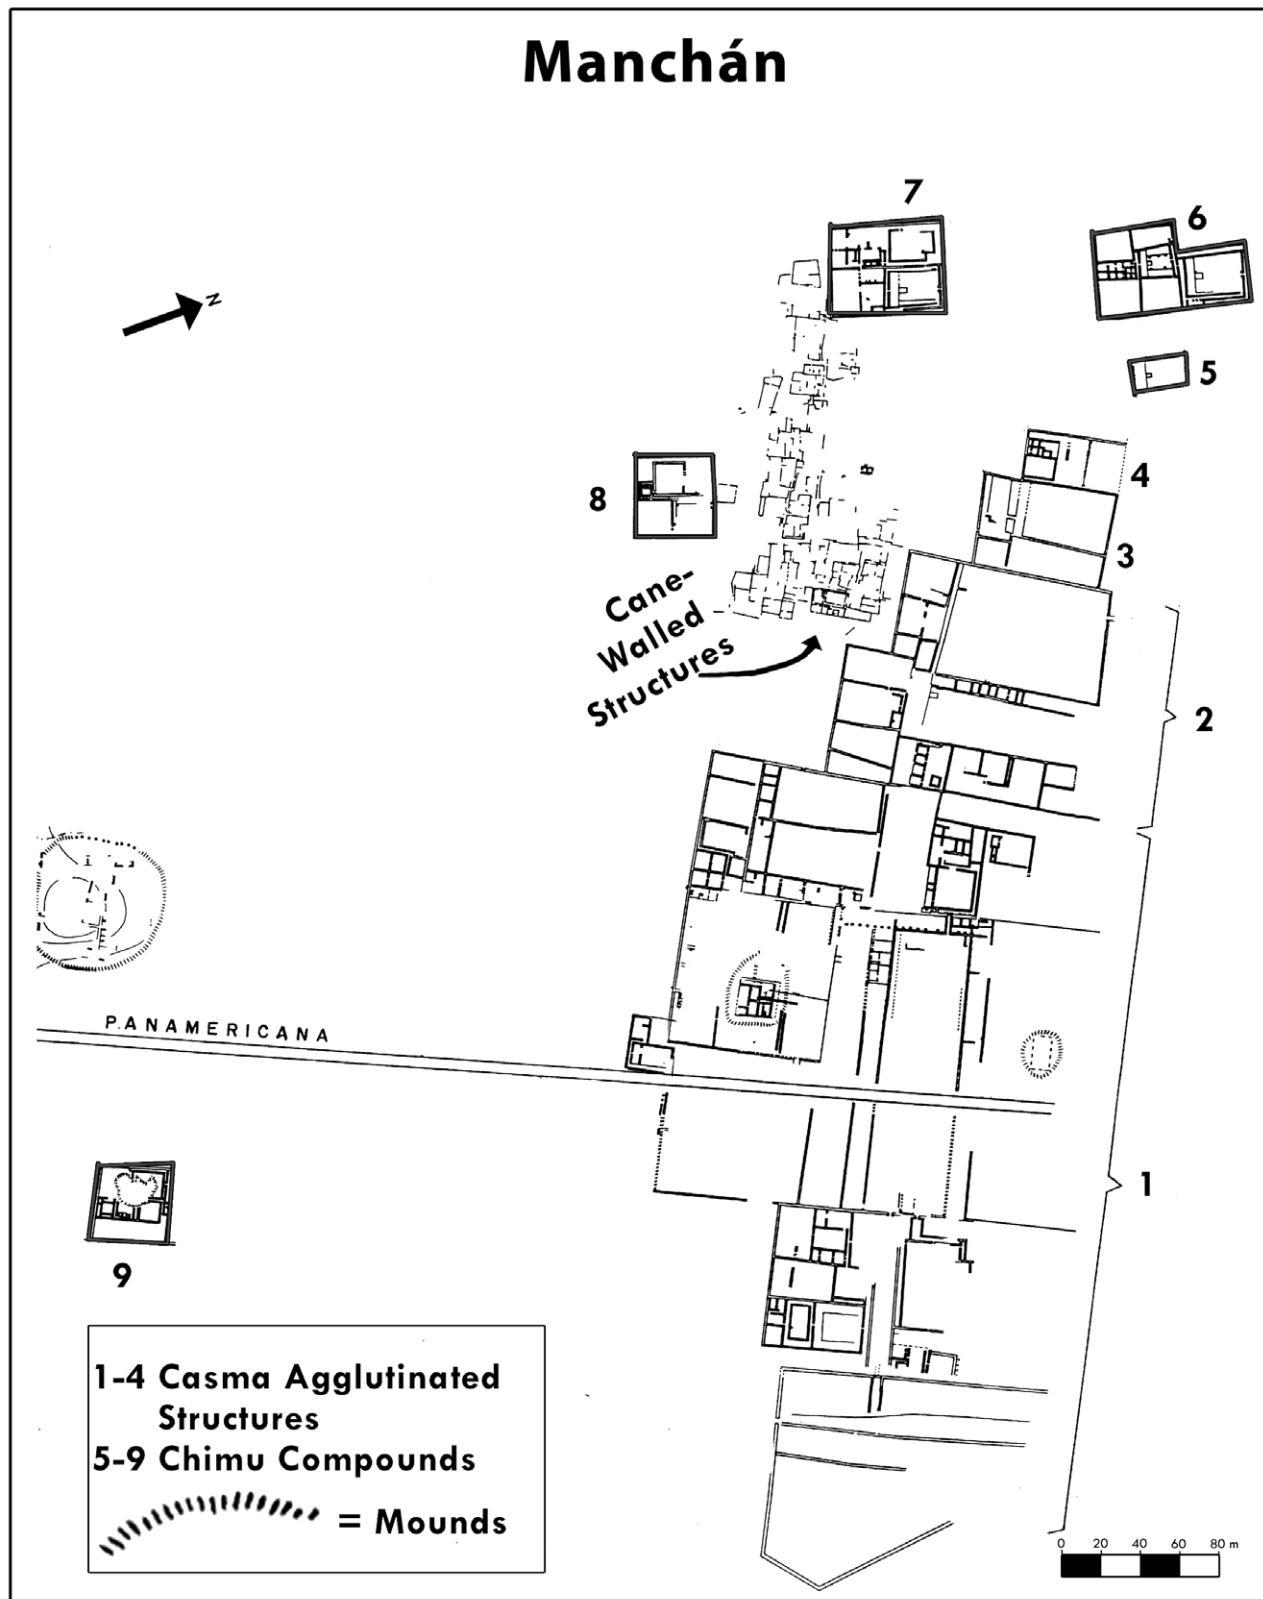 Manchán
7
6
N
5
4
8
3
Cane-
Walled
Structures
2
PANAMERICANA
1
9
1-4 Casma Agglutinated
Structures
5-9 Chimu Compounds
= Mounds
0 20 40 60 80 m